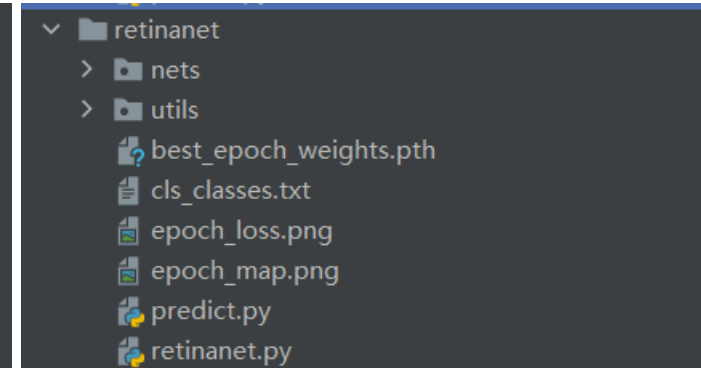 retinanet
nets
utils
best_epoch_weights.pth
cls_classes.txt
epoch_loss.png
epoch_map.png
predict.py
retinanet.py